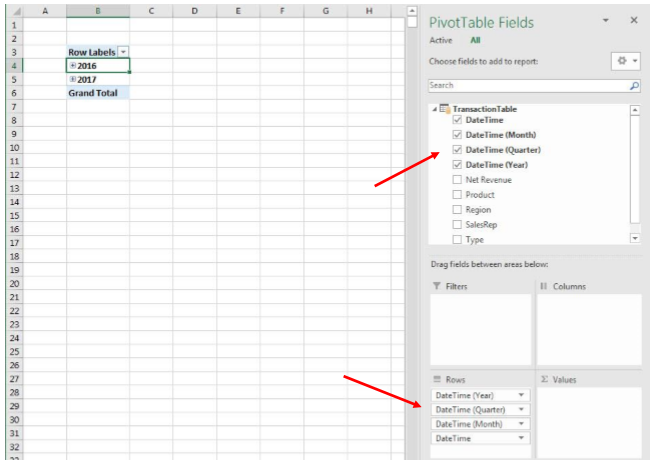 A B C D E F G H
1
2
3 Row Labels
4 2016
5 2017
6 Grand Total
7
8
9
10
11
12
13
14
15
16
17
18
19
20
21
22
23
24
25
26
27
28
29
30
31
32
PivotTable Fields
Active All
Choose fields to add to report:
Search
TransactionTable
DateTime
DateTime (Month)
DateTime (Quarter)
DateTime (Year)
Net Revenue
Product
Region
SalesRep
Type
Drag fields between areas below:
Filters Columns
Rows Σ Values
DateTime (Year)
DateTime (Quarter)
DateTime (Month)
DateTime